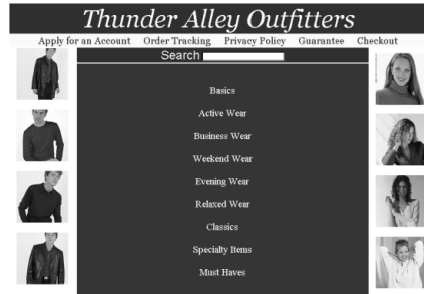 Thunder Alley Outfitters
Apply for an Account Order Tracking Privacy Policy Guarantee Checkout
Search
Basics
Active Wear
Business Wear
Weekend Wear
Evening Wear
Relaxed Wear
Classics
Specialty Items
Must Haves